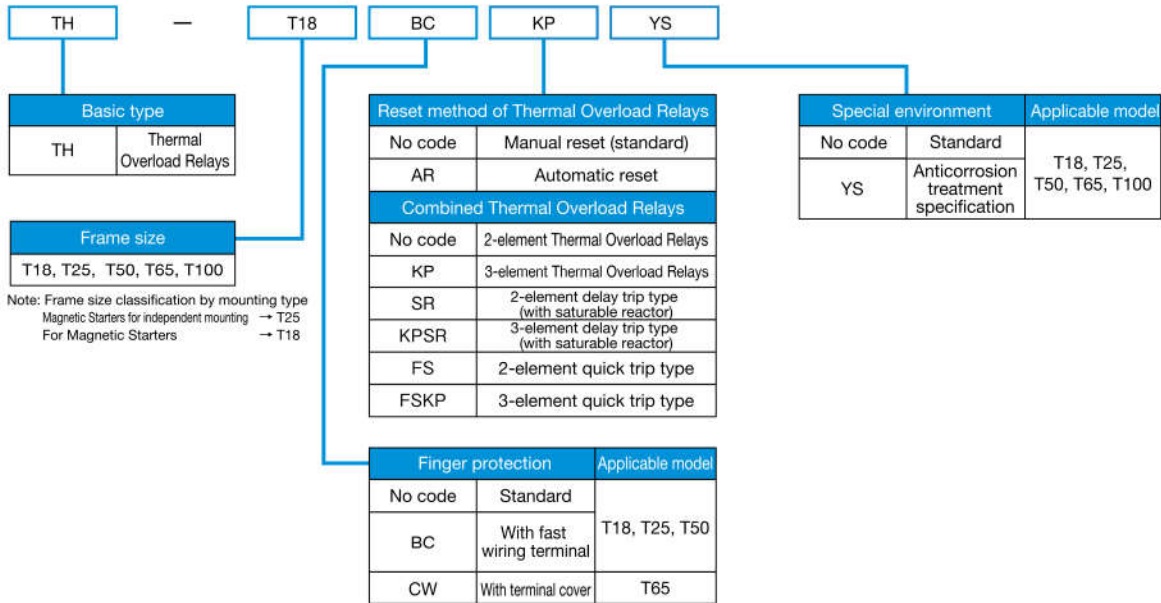 TH — T18 BC KP YS
Basic type
TH Thermal
Overload Relays
Frame size
T18, T25, T50, T65, T100
Note: Frame size classification by mounting type
Magnetic Starters for independent mounting → T25
For Magnetic Starters → T18
Reset method of Thermal Overload Relays
No code Manual reset (standard)
AR Automatic reset
Combined Thermal Overload Relays
No code 2-element Thermal Overload Relays
KP 3-element Thermal Overload Relays
SR 2-element delay trip type
(with saturable reactor)
KPSR 3-element delay trip type
(with saturable reactor)
FS 2-element quick trip type
FSKP 3-element quick trip type
Finger protection Applicable model
No code Standard
BC With fast
wiring terminal
T18, T25, T50
CW With terminal cover T65
Special environment Applicable model
No code Standard
YS Anticorrosion
treatment
specification
T18, T25,
T50, T65, T100